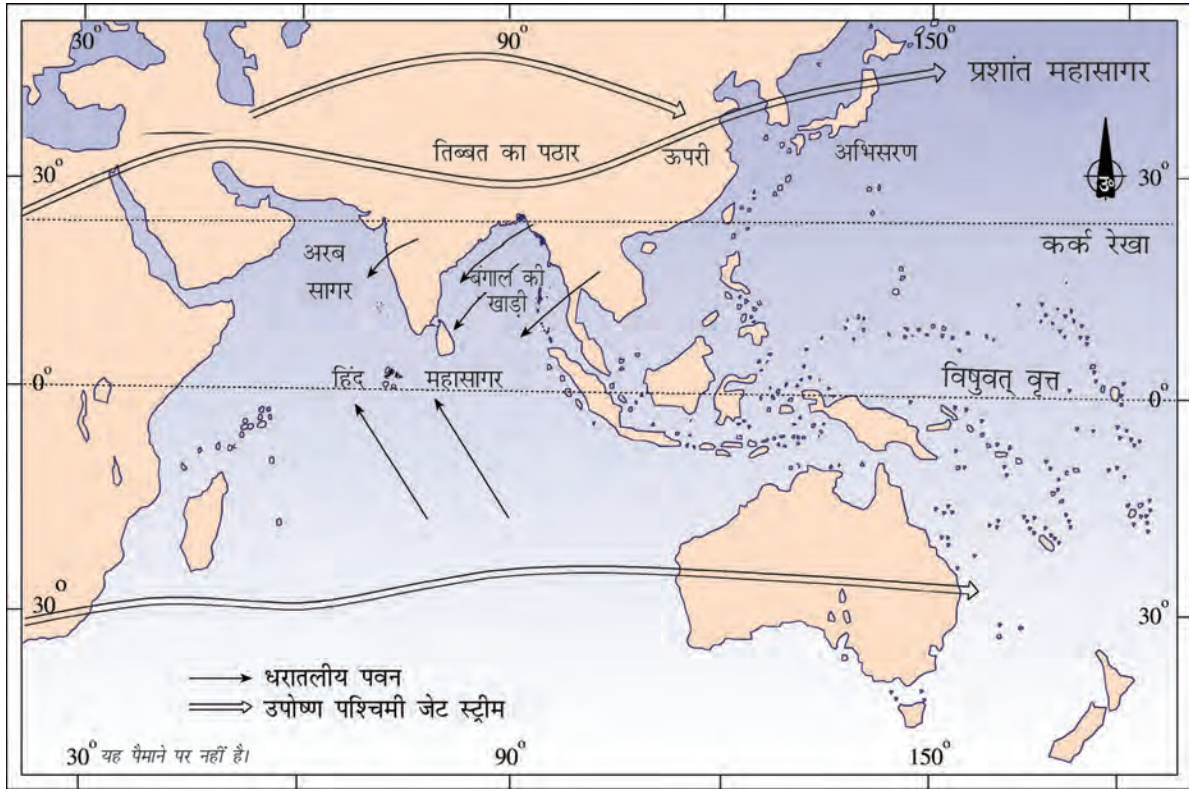 30°
90°
150°
प्रशांत महासागर
तिब्बत का पठार
ऊपरी
अभिसरण
उ॰
30°
30°
कर्क रेखा
अरब
सागर
बंगाल की
खाड़ी
0°
हिंद
महासागर
विषुवत् वृत्त
0°
30°
30°
धरातलीय पवन
उपोष्ण पश्चिमी जेट स्ट्रीम
30°
यह पैमाने पर नहीं है।
90°
150°